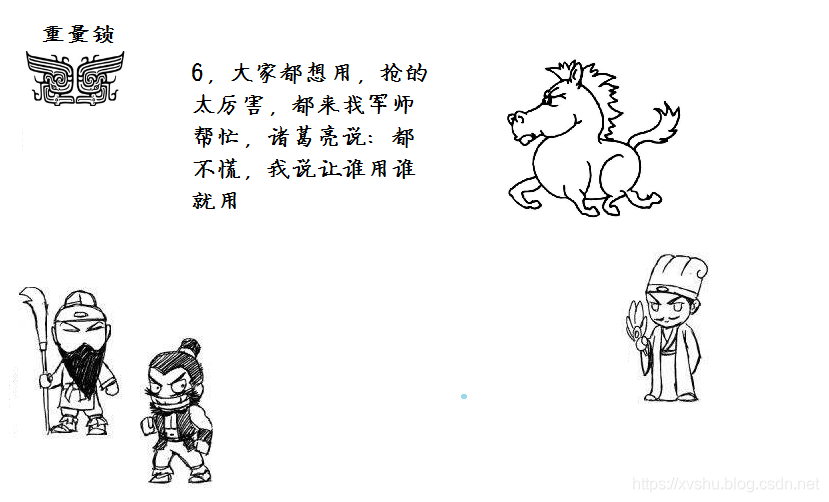 重量锁
6，大家都想用，抢的
太厉害，都来我军师
帮忙，诸葛亮说：都
不慌，我说让谁用谁
就用
https://xvshu.blog.csdn.net